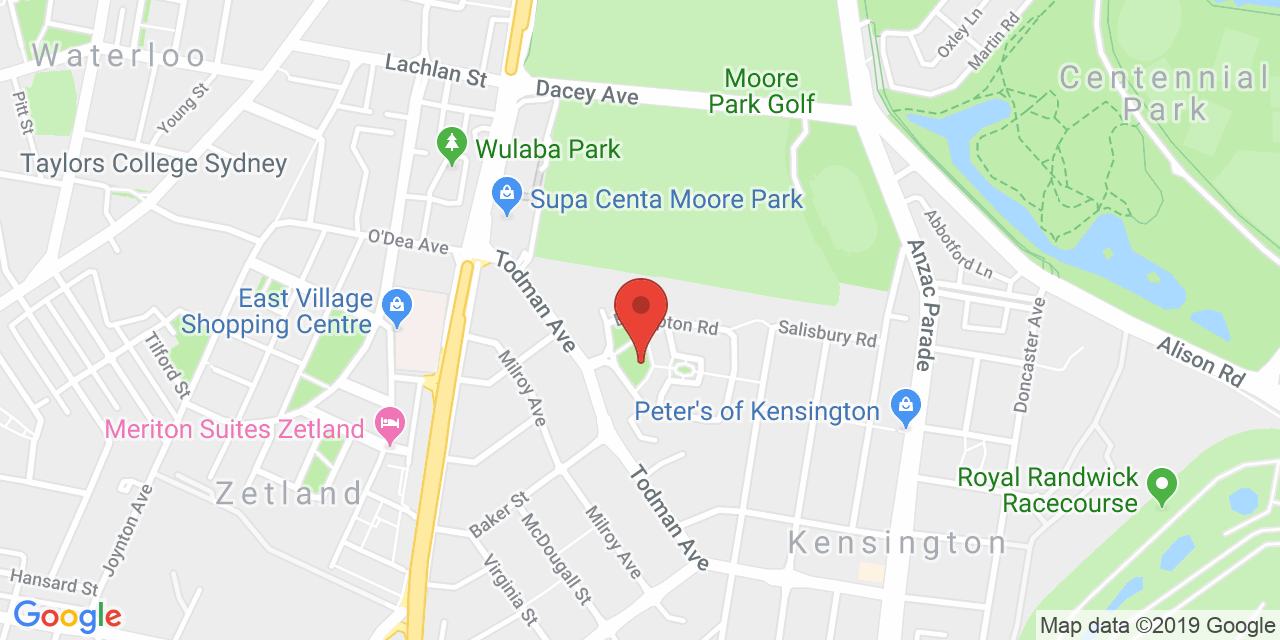 Waterloo
Lachlan St
Dacey Ave
Moore
Park Golf
Oxley Ln
Martin Rd
Centennial
Park
Pitt St
Young St
Taylors College Sydney
Wulaba Park
Supa Centa Moore Park
O'Dea Ave
Todman Ave
Abbotford Ln
Anzac Parade
East Village
Shopping Centre
Rd
Salisbury Rd
Doncaster Ave
Alison Rd
Tilford St
Milroy Ave
Meriton Suites Zetland
Peter's of Kensington
Zetland
Royal Randwick
Racecourse
Joynton Ave
Baker St
McDougall St
Milroy Ave
Todman Ave
Kensington
Virginia St
Hansard St
Google
Map data ©2019 Google